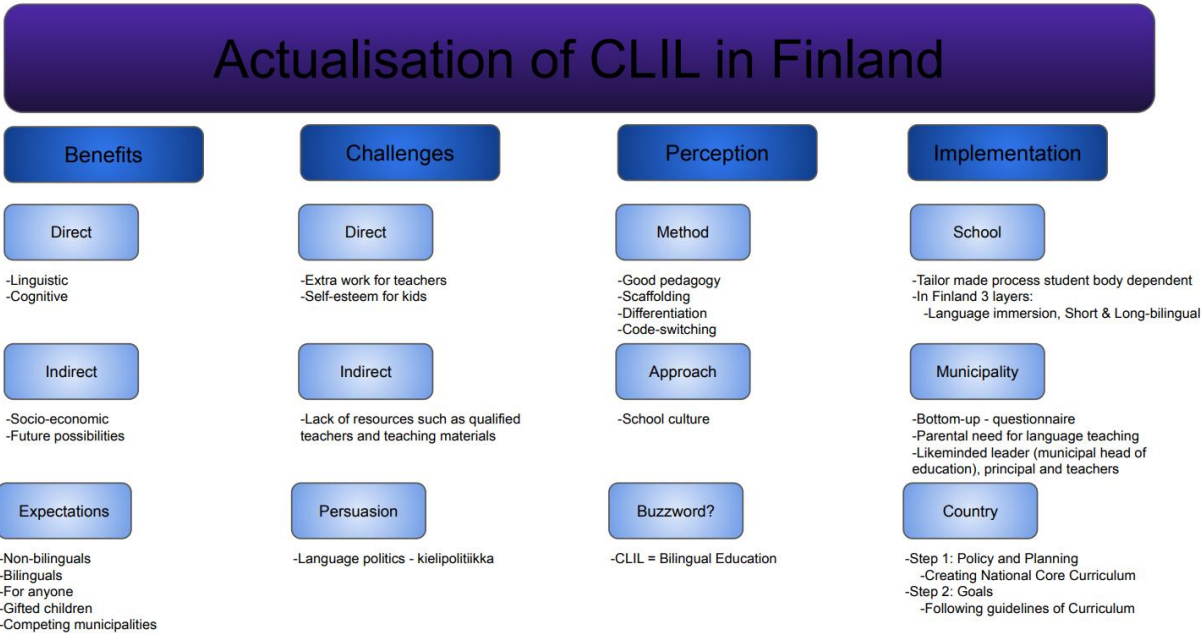 Actualisation of CLIL in Finland
Benefits
Direct
-Linguistic
-Cognitive
Indirect
-Socio-economic
-Future possibilities
Expectations
-Non-bilinguals
-Bilinguals
-For anyone
-Gifted children
-Competing municipalities
Challenges
Direct
-Extra work for teachers
-Self-esteem for kids
Indirect
-Lack of resources such as qualified
teachers and teaching materials
Persuasion
-Language politics - kielipolitiikka
Perception
Method
-Good pedagogy
-Scaffolding
-Differentiation
-Code-switching
Approach
-School culture
Buzzword?
-CLIL = Bilingual Education
Implementation
School
-Tailor made process student body dependent
-In Finland 3 layers:
-Language immersion, Short & Long-bilingual
Municipality
-Bottom-up - questionnaire
-Parental need for language teaching
-Likeminded leader (municipal head of
education), principal and teachers
Country
-Step 1: Policy and Planning
-Creating National Core Curriculum
-Step 2: Goals
-Following guidelines of Curriculum